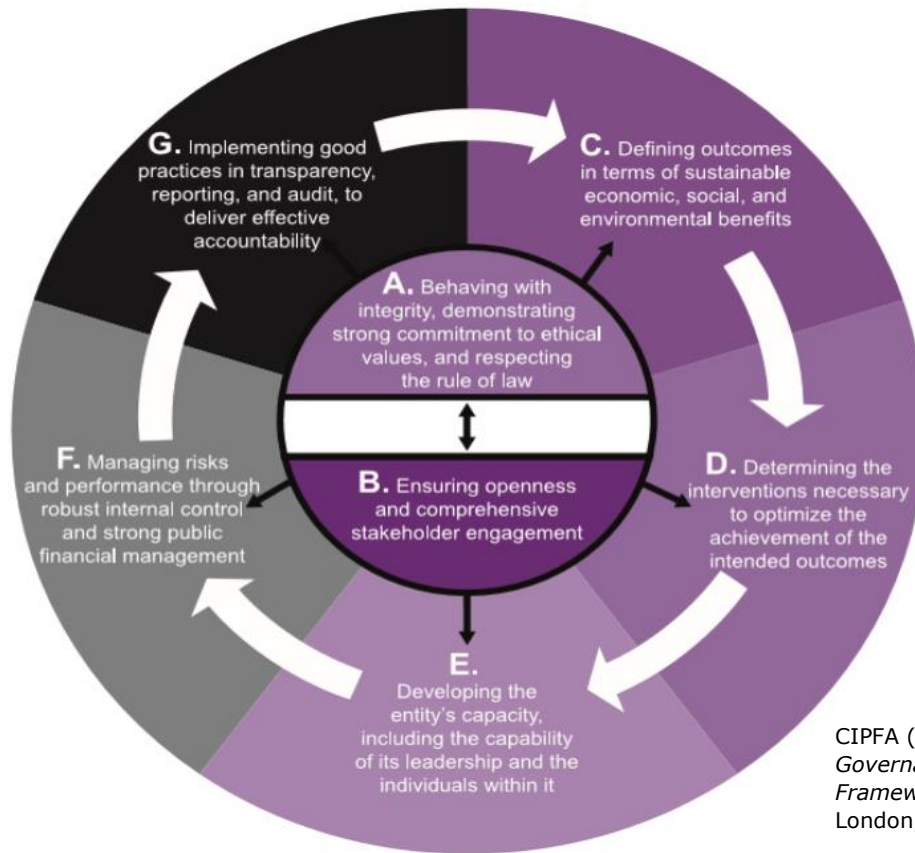 G. Implementing good
practices in transparency,
reporting, and audit, to
deliver effective
accountability
C. Defining outcomes
in terms of sustainable
economic, social, and
environmental benefits
A. Behaving with
integrity, demonstrating
strong commitment to ethical
values, and respecting
the rule of law
F. Managing risks
and performance through
robust internal control
and strong public
financial management
B. Ensuring openness
and comprehensive
stakeholder engagement
D. Determining the
interventions necessary
to optimize the
achievement of the
intended outcomes
E.
Developing the
entity's capacity,
including the capability
of its leadership and the
individuals within it
CIPFA (
Governa
Framew
London